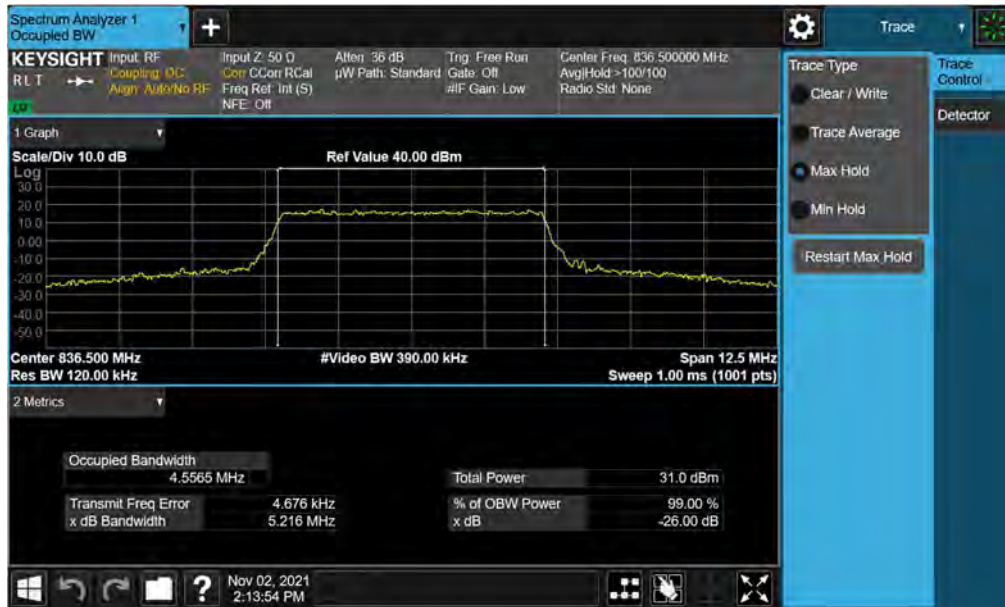 Spectrum Analyzer 1
Occupied BW
Trace
KEYSIGHT Input: RF
RLT
Coupling: DC
Align: Auto/No RF
Input Z: 50 Ω
Corr CCorr RCal
Freq Ref: Int (S)
NFE: Off
Atten: 36 dB
µW Path: Standard
Trig: Free Run
Gate: Off
#IF Gain: Low
Center Freq: 836.500000 MHz
Avg|Hold:>100/100
Radio Std: None
Trace Type
Clear / Write
Trace Average
Max Hold
Min Hold
Restart Max Hold
Trace
Control
Detector
1 Graph
Scale/Div 10.0 dB
Ref Value 40.00 dBm
Log
30.0
20.0
10.0
0.00
-10.0
-20.0
-30.0
-40.0
-50.0
Center 836.500 MHz
#Video BW 390.00 kHz
Span 12.5 MHz
Res BW 120.00 kHz
Sweep 1.00 ms (1001 pts)
2 Metrics
Occupied Bandwidth
4.5565 MHz
Total Power 31.0 dBm
Transmit Freq Error 4.676 kHz
% of OBW Power 99.00 %
x dB Bandwidth 5.216 MHz
x dB -26.00 dB
?
Nov 02, 2021
2:13:54 PM